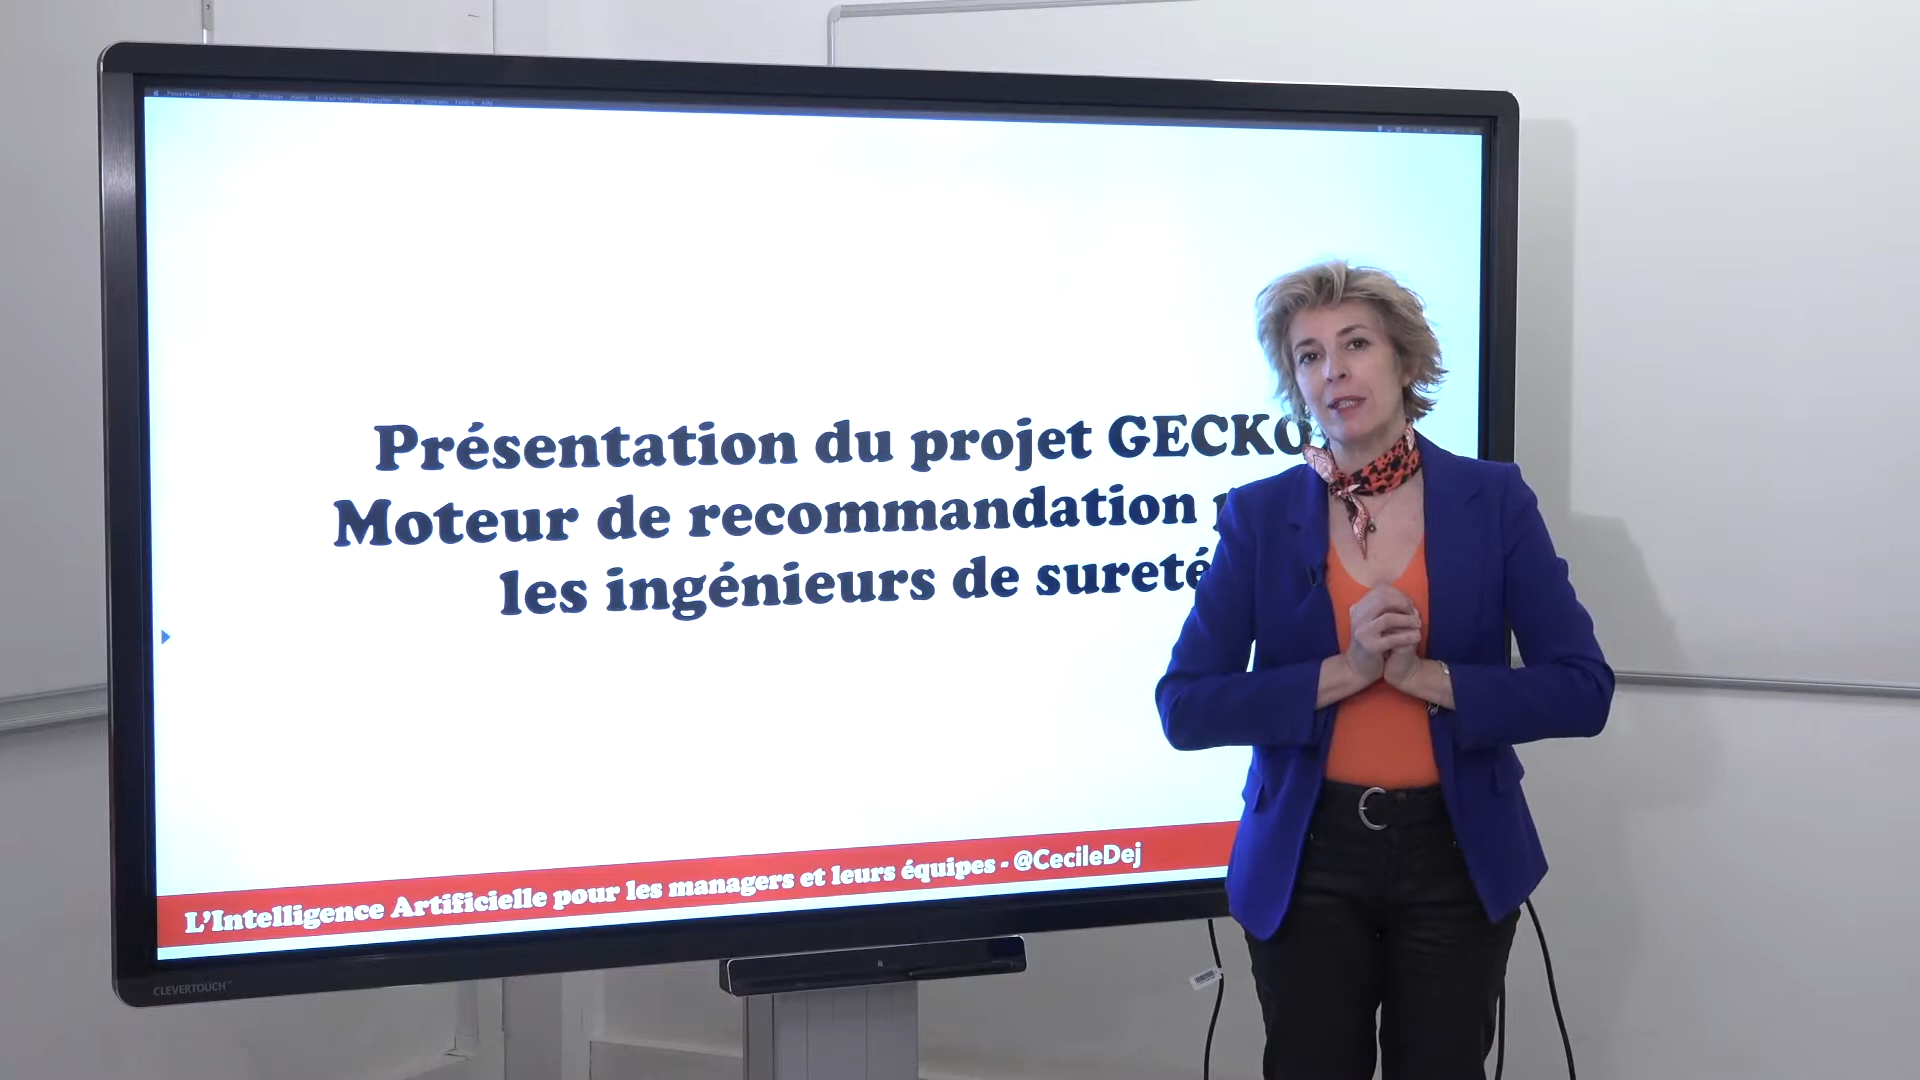 PowerPoint
Présentation du projet GECKO
Moteur de recommandation
les ingénieurs de sureté
L'Intelligence Artificielle pour les managers et leurs équipes - @CecileDej
CLEVERTOUCH